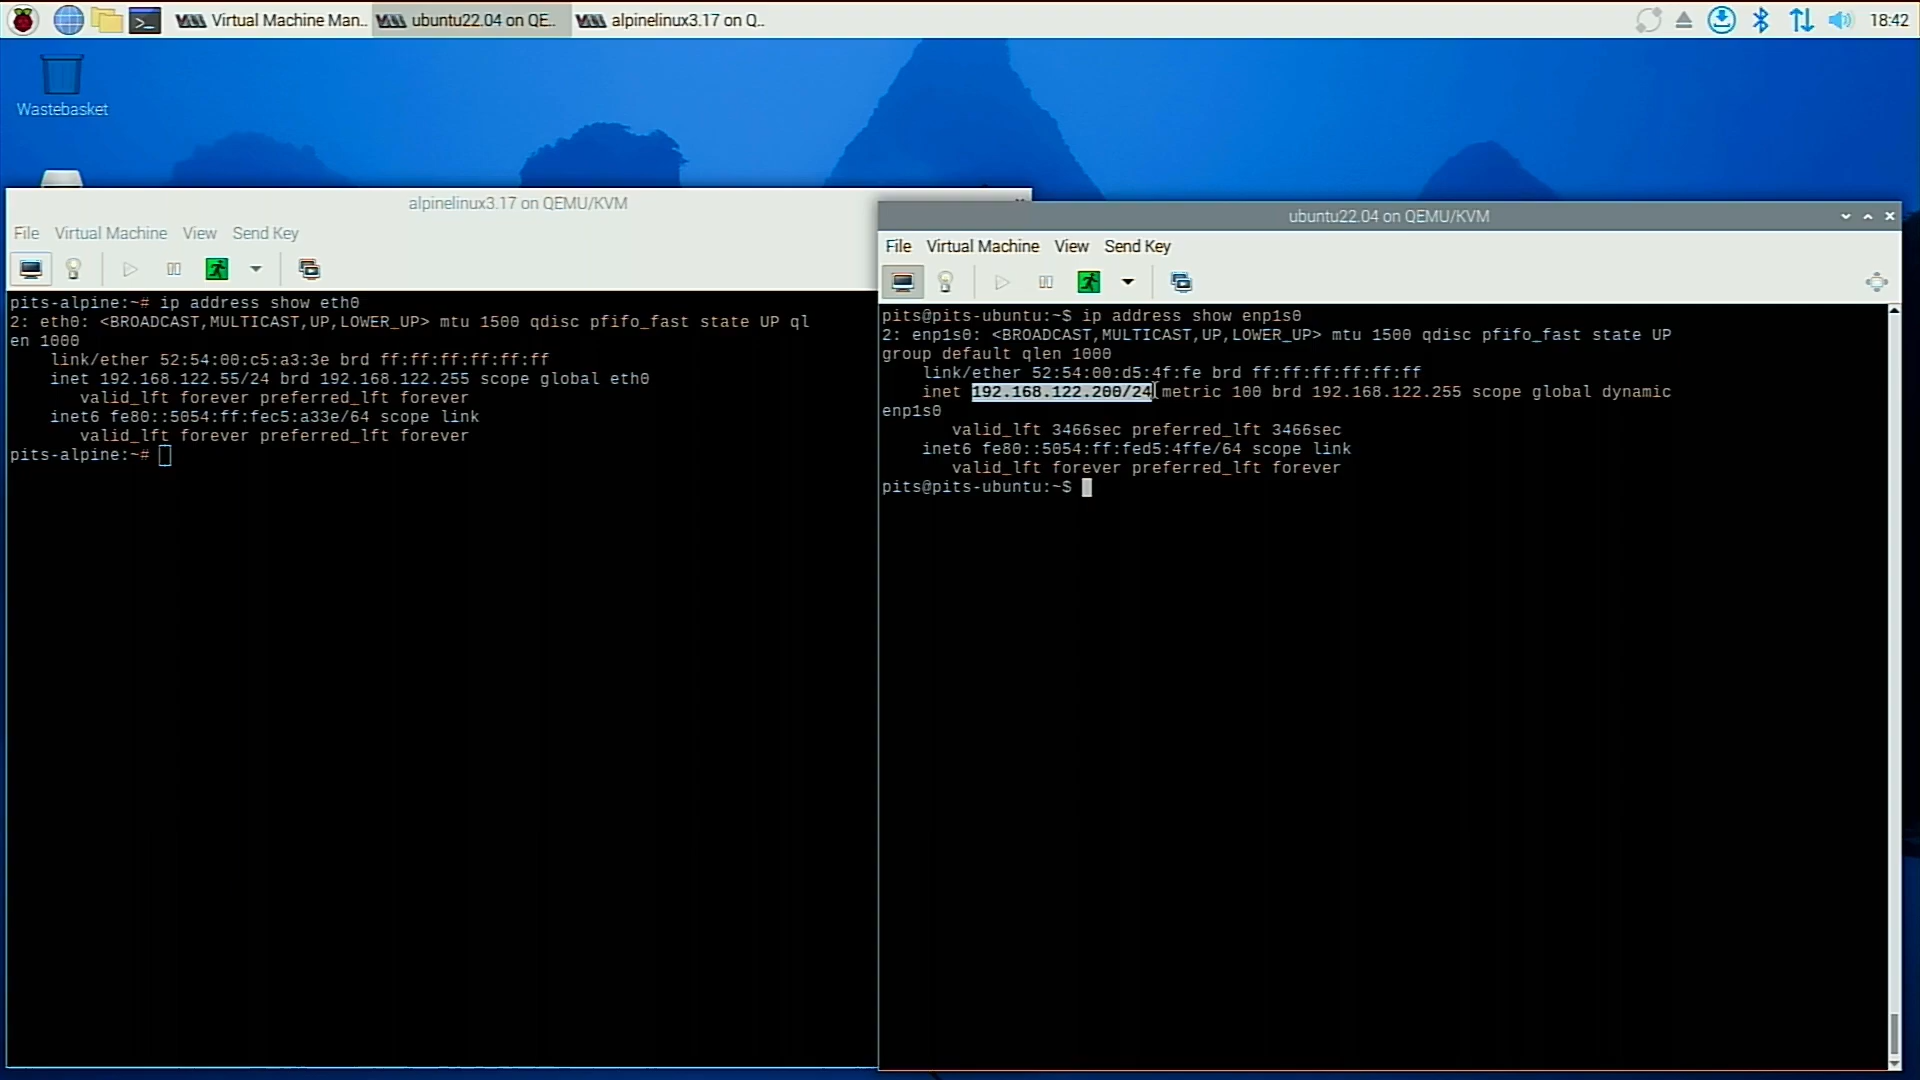 Virtual Machine Man..
ubuntu22.04 on QE..
alpinelinux3.17 on Q..
18:42
Wastebasket
alpinelinux3.17 on QEMU/KVM
File Virtual Machine View Send Key
pits-alpine:~# ip address show eth0
2: eth0: <BROADCAST,MULTICAST,UP,LOWER_UP> mtu 1500 qdisc pfifo_fast state UP ql
en 1000
link/ether 52:54:00:c5:a3:3e brd ff:ff:ff:ff:ff:ff
inet 192.168.122.55/24 brd 192.168.122.255 scope global eth0
valid_lft forever preferred_lft forever
inet6 fe80::5054:ff:fec5:a33e/64 scope link
valid_lft forever preferred_lft forever
pits-alpine:~#
ubuntu22.04 on QEMU/KVM
File Virtual Machine View Send Key
pits@pits-ubuntu:~$ ip address show enp1s0
2: enp1s0: <BROADCAST,MULTICAST,UP,LOWER_UP> mtu 1500 qdisc pfifo_fast state UP
group default qlen 1000
link/ether 52:54:00:d5:4f:fe brd ff:ff:ff:ff:ff:ff
inet 192.168.122.200/24 metric 100 brd 192.168.122.255 scope global dynamic
enp1s0
valid_lft 3466sec preferred_lft 3466sec
inet6 fe80::5054:ff:fed5:4ffe/64 scope link
valid_lft forever preferred_lft forever
pits@pits-ubuntu:~$